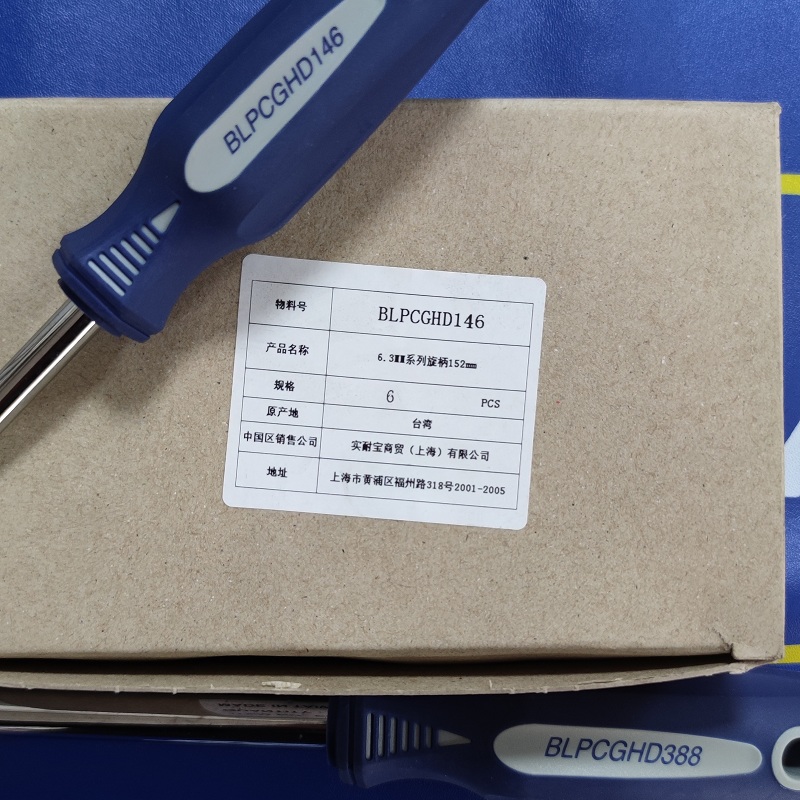 BLPCGHD146
物料号 BLPCGHD146
产品名称 6.3MM系列旋柄152mm
规格 6 PCS
原产地 台湾
中国区销售公司 实耐宝商贸（上海）有限公司
地址 上海市黄浦区福州路318号2001-2005
BLPCGHD388